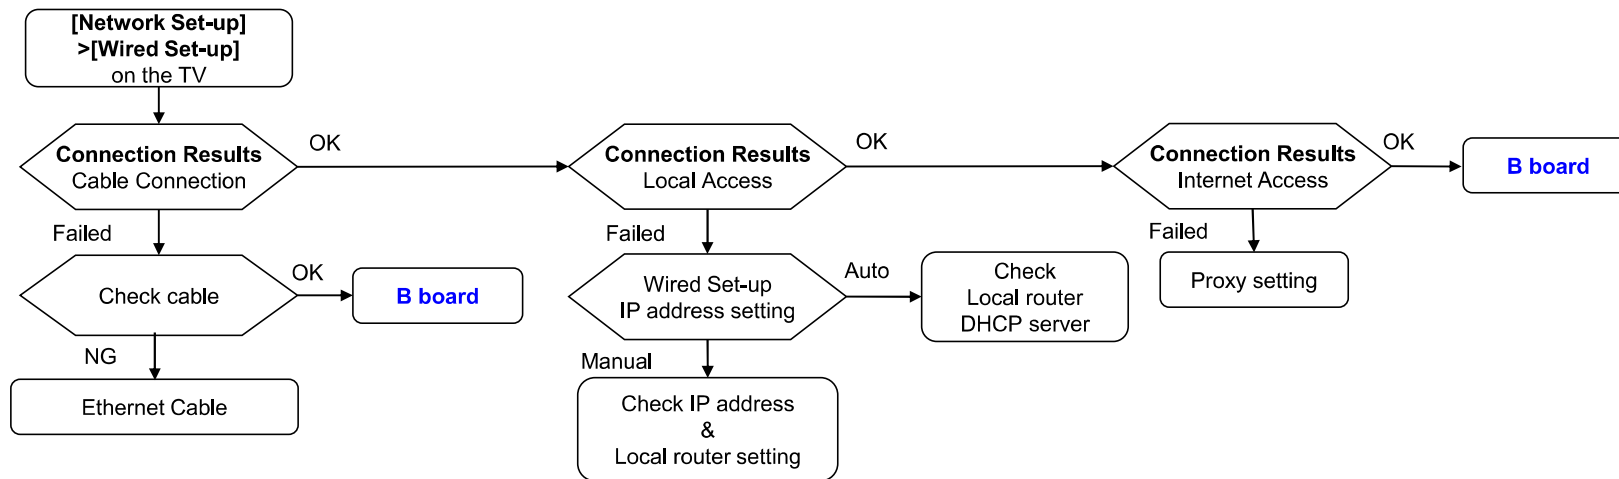 [Network Set-up]
>[Wired Set-up]
on the TV
Connection Results
Cable Connection
OK
Failed
Check cable
OK
B board
NG
Ethernet Cable
Connection Results
Local Access
OK
Failed
Wired Set-up
IP address setting
Auto
Check
Local router
DHCP server
Manual
Check IP address
&
Local router setting
Connection Results
Internet Access
OK
B board
Failed
Proxy setting